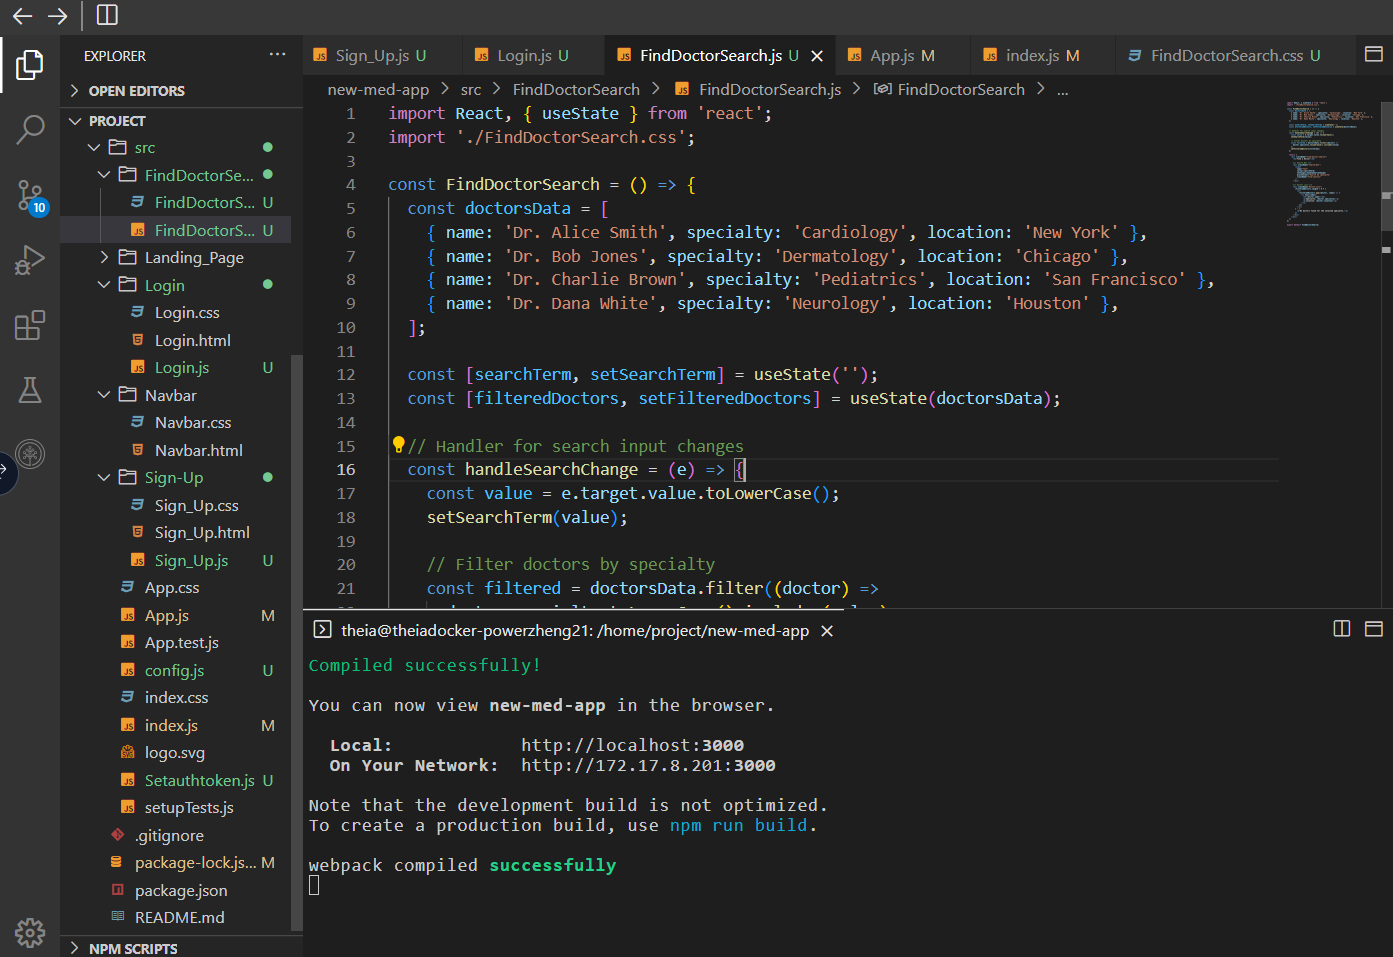 EXPLORER
...
OPEN EDITORS
PROJECT
src
FindDoctorSe...
FindDoctorS... U
FindDoctorS... U
Landing_Page
Login
Login.css
Login.html
Login.js U
Navbar
Navbar.css
Navbar.html
Sign-Up
Sign_Up.css
Sign_Up.html
Sign_Up.js U
App.css
App.js M
App.test.js
config.js U
index.css
index.js M
logo.svg
Setauthtoken.js U
setupTests.js
.gitignore
package-lock.js... M
package.json
README.md
NPM SCRIPTS
10
Sign_Up.js U Login.js U FindDoctorSearch.js U App.js M index.js M FindDoctorSearch.css U
new-med-app > src > FindDoctorSearch > JS FindDoctorSearch.js > FindDoctorSearch > ...
1 import React, { useState } from 'react';
2 import './FindDoctorSearch.css';
3
4 const FindDoctorSearch = () => {
5 const doctorsData = [
6 { name: 'Dr. Alice Smith', specialty: 'Cardiology', location: 'New York' },
7 { name: 'Dr. Bob Jones', specialty: 'Dermatology', location: 'Chicago' },
8 { name: 'Dr. Charlie Brown', specialty: 'Pediatrics', location: 'San Francisco' },
9 { name: 'Dr. Dana White', specialty: 'Neurology', location: 'Houston' },
10 ];
11
12 const [searchTerm, setSearchTerm] = useState('');
13 const [filteredDoctors, setFilteredDoctors] = useState(doctorsData);
14
15 // Handler for search input changes
16 const handleSearchChange = (e) => {
17 const value = e.target.value.toLowerCase();
18 setSearchTerm(value);
19
20 // Filter doctors by specialty
21 const filtered = doctorsData.filter((doctor) =>
theia@theiadocker-powerzheng21: /home/project/new-med-app
Compiled successfully!
You can now view new-med-app in the browser.
Local: http://localhost:3000
On Your Network: http://172.17.8.201:3000
Note that the development build is not optimized.
To create a production build, use npm run build.
webpack compiled successfully